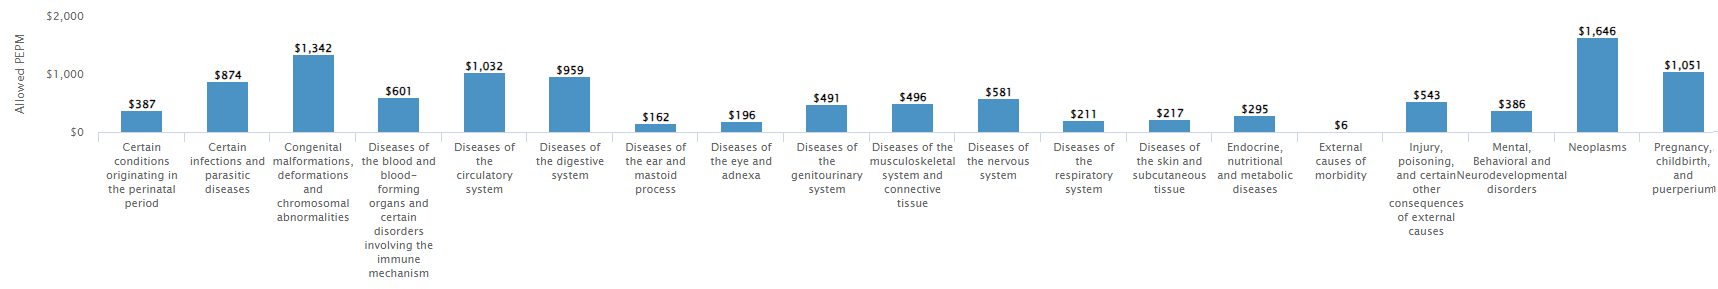 $2,000
$1,000
$0
Allowed PEPM
$387
$874
$1,342
$601
$1,032
$959
$162
$196
$491
$496
$581
$211
$217
$295
$6
$543
$386
$1,646
$1,051
Certain
conditions
originating in
the perinatal
period
Certain
infections and
parasitic
diseases
Congenital
malformations,
deformations
and
chromosomal
abnormalities
Diseases of
the blood and
blood-
forming
organs and
certain
disorders
involving the
immune
mechanism
Diseases of
the
circulatory
system
Diseases of
the digestive
system
Diseases of
the ear and
mastoid
process
Diseases of
the eye and
adnexa
Diseases of
the
genitourinary
system
Diseases of the
musculoskeletal
system and
connective
tissue
Diseases of
the nervous
system
Diseases of
the
respiratory
system
Diseases of
the skin and
subcutaneous
tissue
Endocrine,
nutritional
and metabolic
diseases
External
causes of
morbidity
Injury,
poisoning,
and certain
other
consequences
of external
causes
Mental,
Behavioral and
Neurodevelopmental
disorders
Neoplasms
Pregnancy,
childbirth,
and
puerperium